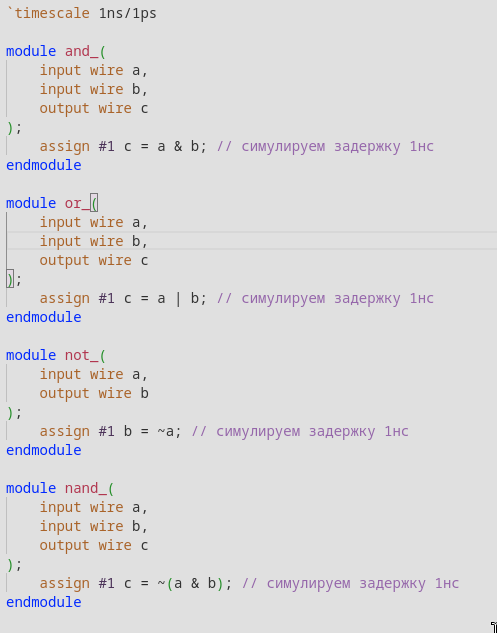 `timescale 1ns/1ps
module and_(
input wire a,
input wire b,
output wire c
);
assign #1 c = a & b; // симулируем задержку 1нс
endmodule
module or_(
input wire a,
input wire b,
output wire c
);
assign #1 c = a | b; // симулируем задержку 1нс
endmodule
module not_(
input wire a,
output wire b
);
assign #1 b = ~a; // симулируем задержку 1нс
endmodule
module nand_(
input wire a,
input wire b,
output wire c
);
assign #1 c = ~(a & b); // симулируем задержку 1нс
endmodule